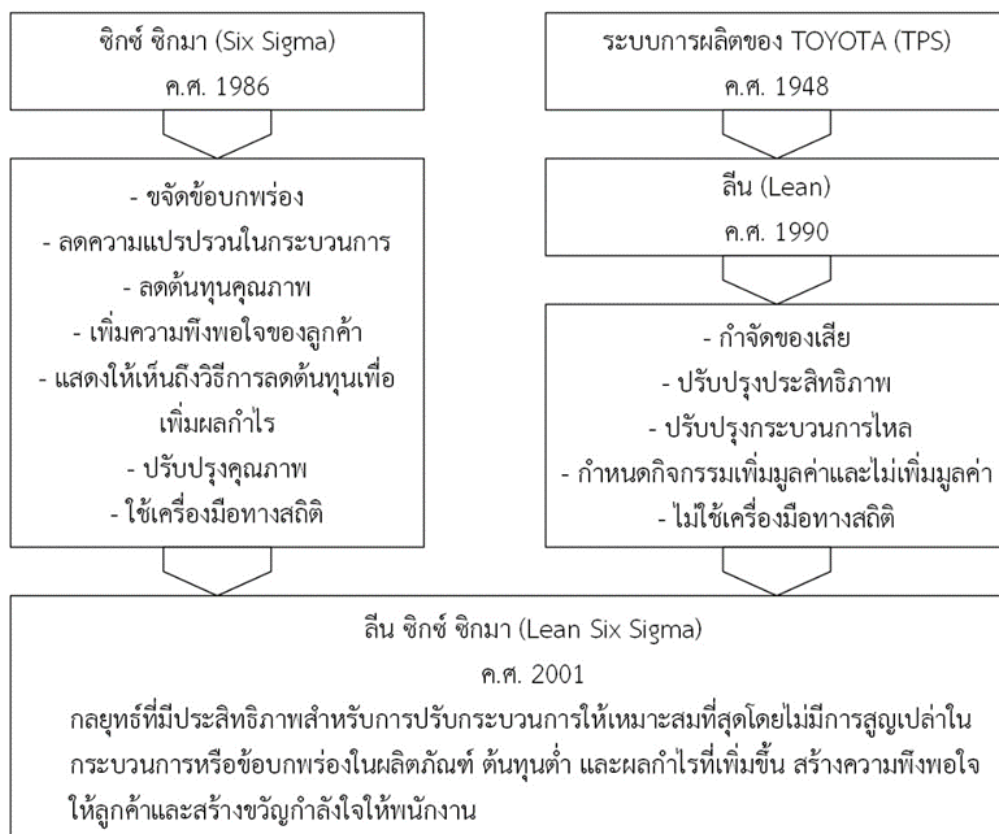 ซิกซ์ ซิกมา (Six Sigma)
ค.ศ. 1986
ระบบการผลิตของ TOYOTA (TPS)
ค.ศ. 1948
- ขจัดข้อบกพร่อง
- ลดความแปรปรวนในกระบวนการ
- ลดต้นทุนคุณภาพ
- เพิ่มความพึงพอใจของลูกค้า
- แสดงให้เห็นถึงวิธีการลดต้นทุนเพื่อ
เพิ่มผลกำไร
- ปรับปรุงคุณภาพ
- ใช้เครื่องมือทางสถิติ
ลีน (Lean)
ค.ศ. 1990
- กำจัดของเสีย
- ปรับปรุงประสิทธิภาพ
- ปรับปรุงกระบวนการไหล
- กำหนดกิจกรรมเพิ่มมูลค่าและไม่เพิ่มมูลค่า
- ไม่ใช้เครื่องมือทางสถิติ
ลีน ซิกซ์ ซิกมา (Lean Six Sigma)
ค.ศ. 2001
กลยุทธ์ที่มีประสิทธิภาพสำหรับการปรับกระบวนการให้เหมาะสมที่สุดโดยไม่มีการสูญเปล่าใน
กระบวนการหรือข้อบกพร่องในผลิตภัณฑ์ ต้นทุนต่ำ และผลกำไรที่เพิ่มขึ้น สร้างความพึงพอใจ
ให้ลูกค้าและสร้างขวัญกำลังใจให้พนักงาน